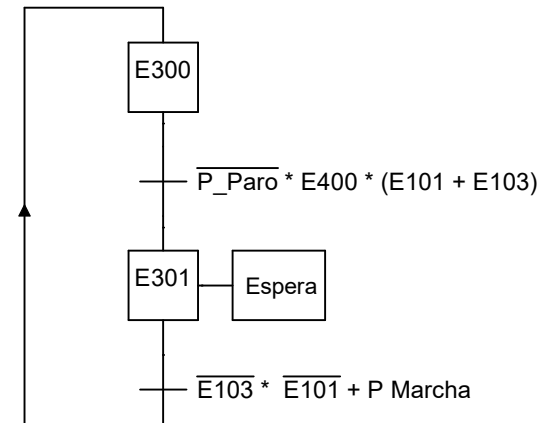 E300
P_Paro * E400 * (E101 + E103)
E301
Espera
E103 * E101 + P Marcha